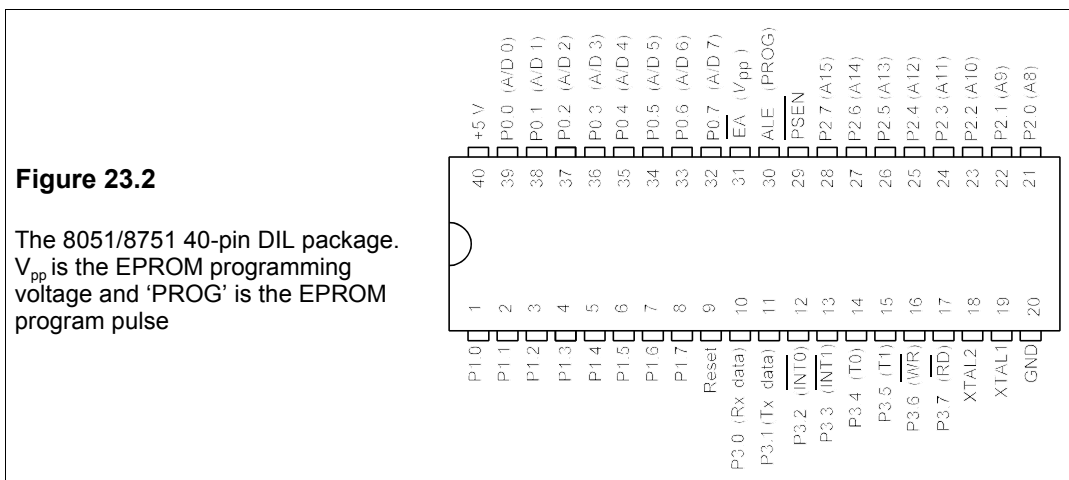 Figure 23.2
The 8051/8751 40-pin DIL package.
Vpp is the EPROM programming
voltage and ‘PROG’ is the EPROM
program pulse
+5 V
P0.0 (A/D 0)
P0.1 (A/D 1)
P0.2 (A/D 2)
P0.3 (A/D 3)
P0.4 (A/D 4)
P0.5 (A/D 5)
P0.6 (A/D 6)
P0.7 (A/D 7)
EA (Vpp)
ALE (PROG)
PSEN
P2.7 (A15)
P2.6 (A14)
P2.5 (A13)
P2.4 (A12)
P2.3 (A11)
P2.2 (A10)
P2.1 (A9)
P2.0 (A8)
40
39
38
37
36
35
34
33
32
31
30
29
28
27
26
25
24
23
22
21
1
2
3
4
5
6
7
8
9
10
11
12
13
14
15
16
17
18
19
20
P1.0
P1.1
P1.2
P1.3
P1.4
P1.5
P1.6
P1.7
Reset
P3.0 (Rx data)
P3.1 (Tx data)
P3.2 (INT0)
P3.3 (INT1)
P3.4 (T0)
P3.5 (T1)
P3.6 (WR)
P3.7 (RD)
XTAL2
XTAL1
GND